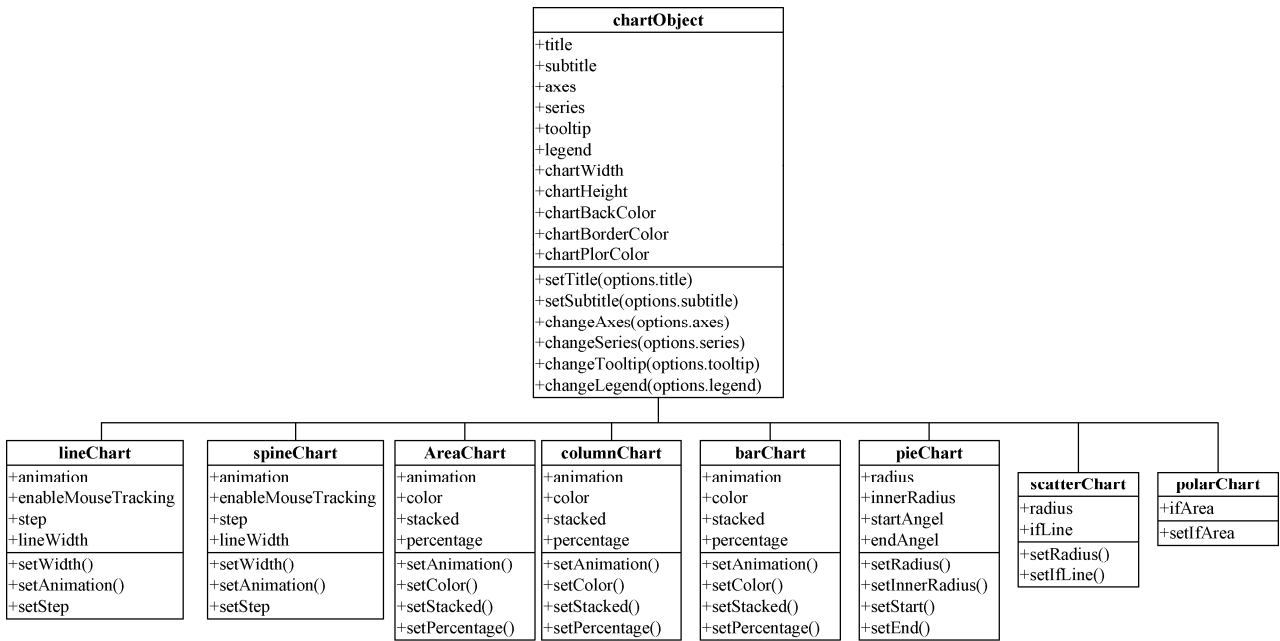 chartObject
+title
+subtitle
+axes
+series
+tooltip
+legend
+chartWidth
+chartHeight
+chartBackColor
+chartBorderColor
+chartPlorColor
+setTitle(options.title)
+setSubtitle(options.subtitle)
+changeAxes(options.axes)
+changeSeries(options.series)
+changeTooltip(options.tooltip)
+changeLegend(options.legend)
lineChart
+animation
+enableMouseTracking
+step
+lineWidth
+setWidth()
+setAnimation()
+setStep
spineChart
+animation
+enableMouseTracking
+step
+lineWidth
+setWidth()
+setAnimation()
+setStep
AreaChart
+animation
+color
+stacked
+percentage
+setAnimation()
+setColor()
+setStacked()
+setPercentage()
columnChart
+animation
+color
+stacked
+percentage
+setAnimation()
+setColor()
+setStacked()
+setPercentage()
barChart
+animation
+color
+stacked
+percentage
+setAnimation()
+setColor()
+setStacked()
+setPercentage()
pieChart
+radius
+innerRadius
+startAngel
+endAngel
+setRadius()
+setInnerRadius()
+setStart()
+setEnd()
scatterChart
+radius
+ifLine
+setRadius()
+setIfLine()
polarChart
+ifArea
+setIfArea